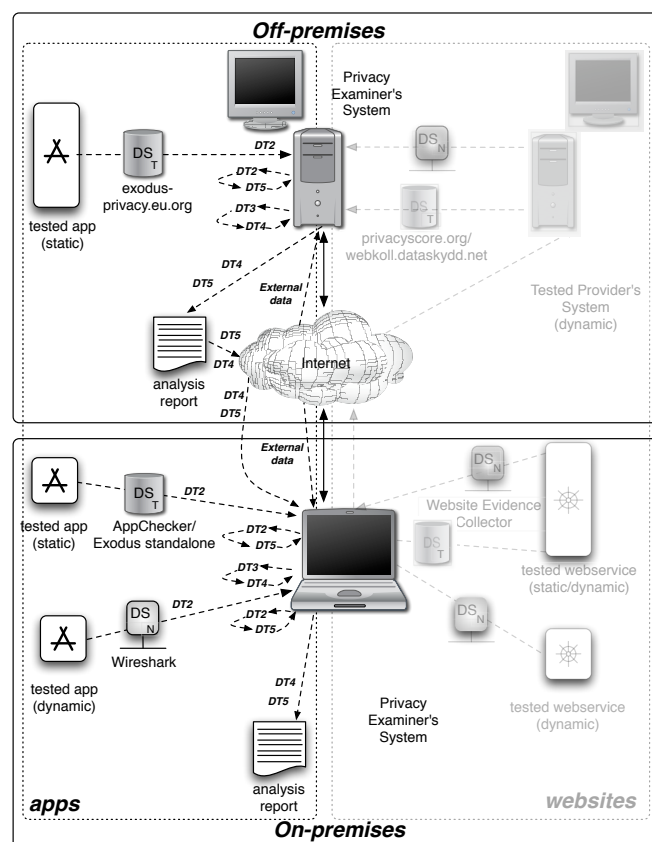 Off-premises
Privacy
Examiner's
System
DS
T
DT2
DS
N
exodus-
privacy.eu.org
tested app
(static)
DT2
DT5
DT3
DT4
DS
T
privacyscore.org/
webkoll.dataskydd.net
DT4
DT5
External
data
Tested Provider's
System
(dynamic)
DT5
DT4
Internet
analysis
report
DT4
DT5
External
data
DS
N
DS
T
DT2
Website Evidence
Collector
tested app
(static)
AppChecker/
Exodus standalone
DT2
DT5
DS
T
tested webservice
(static/dynamic)
DT3
DT4
DT2
DS
N
DT2
DT5
DS
N
Wireshark
tested app
(dynamic)
DT4
DT5
Privacy
Examiner's
System
tested webservice
(dynamic)
analysis
report
apps
websites
On-premises